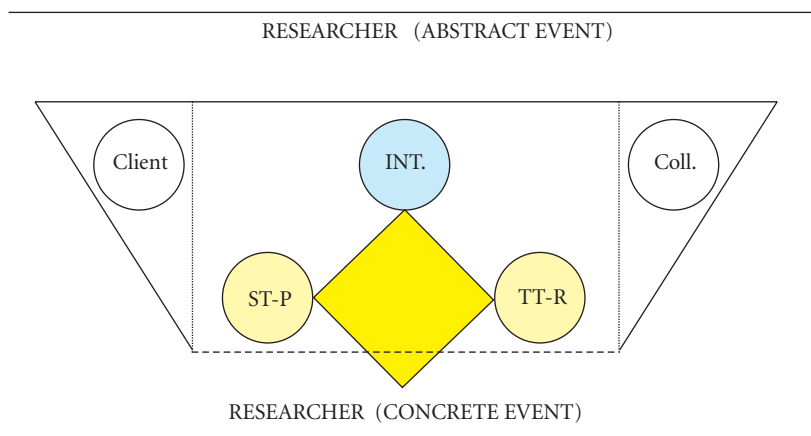 RESEARCHER (ABSTRACT EVENT)
Client
INT.
Coll.
ST-P
TT-R
RESEARCHER (CONCRETE EVENT)